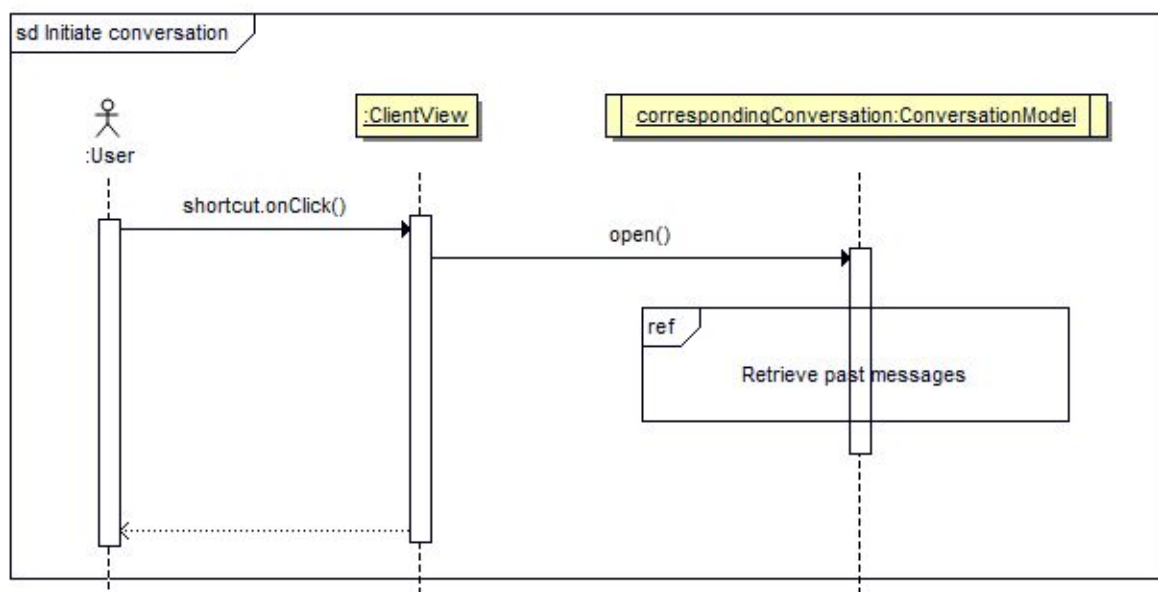 sd Initiate conversation
:User
:ClientView
correspondingConversation:ConversationModel
shortcut.onClick()
open()
ref
Retrieve past messages